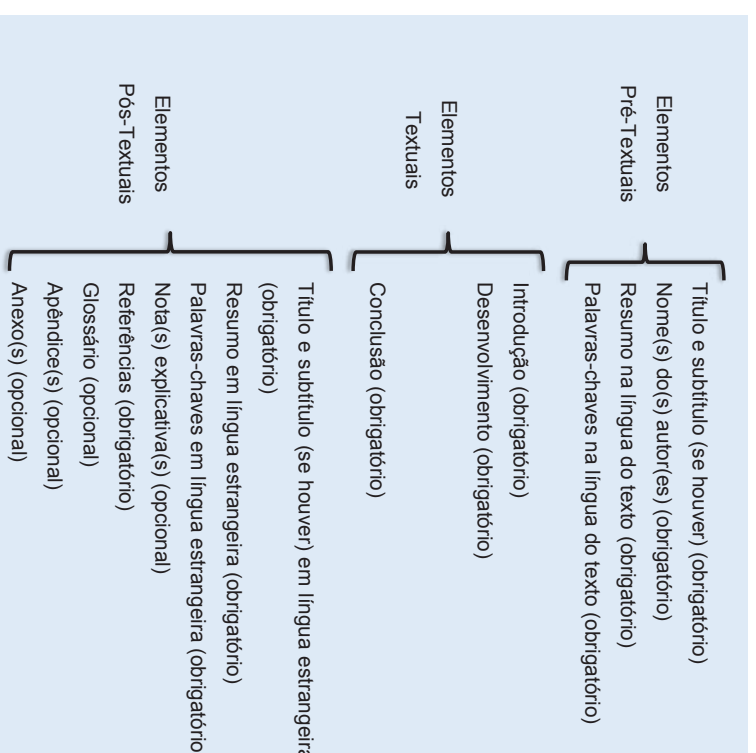 Elementos
Pré-Textuais
Título e subtítulo (se houver) (obrigatório)
Nome(s) do(s) autor(es) (obrigatório)
Resumo na língua do texto (obrigatório)
Palavras-chaves na língua do texto (obrigatório)
Elementos
Textuais
Introdução (obrigatório)
Desenvolvimento (obrigatório)
Conclusão (obrigatório)
Elementos
Pós-Textuais
Título e subtítulo (se houver) em língua estrangeira
(obrigatório)
Resumo em língua estrangeira (obrigatório)
Palavras-chaves em língua estrangeira (obrigatório
Nota(s) explicativa(s) (opcional)
Referências (obrigatório)
Glossário (opcional)
Apêndice(s) (opcional)
Anexo(s) (opcional)